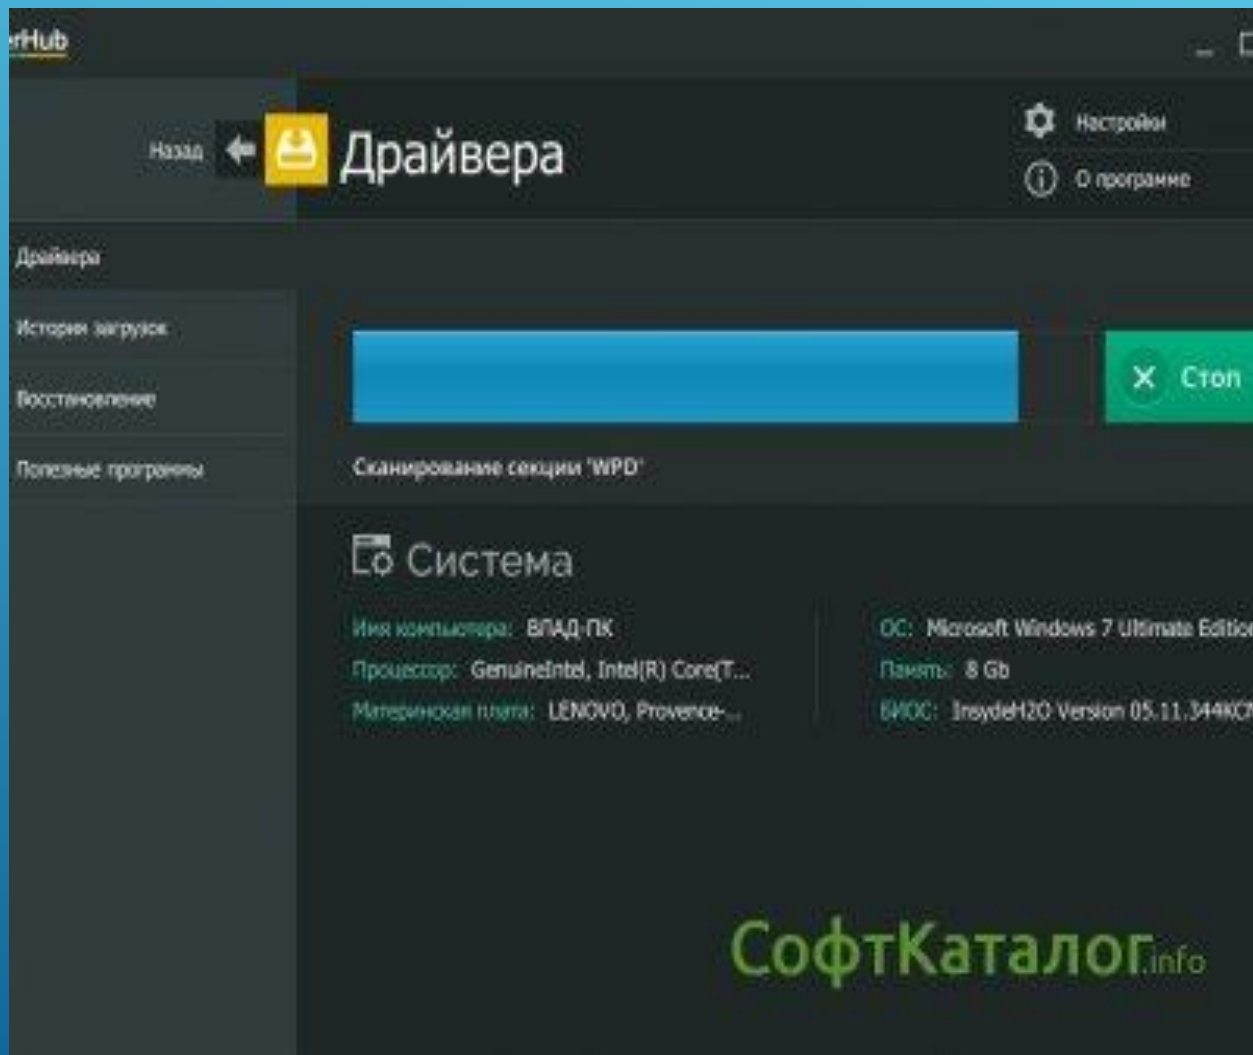 erHub
Назад
Драйвера
Настройки
О программе
Драйвера
История загрузок
Восстановление
Полезные программы
Стоп
Сканирование секции 'WPD'
Система
Имя компьютера: ВЛАД-ПК
Процессор: GenuineIntel, Intel(R) Core(T...
Материнская плата: LENOVO, Provence-...
ОС: Microsoft Windows 7 Ultimate Edition
Память: 8 Gb
БИОС: InsydeH2O Version 05.11.344KCN
СофтКаталог.info